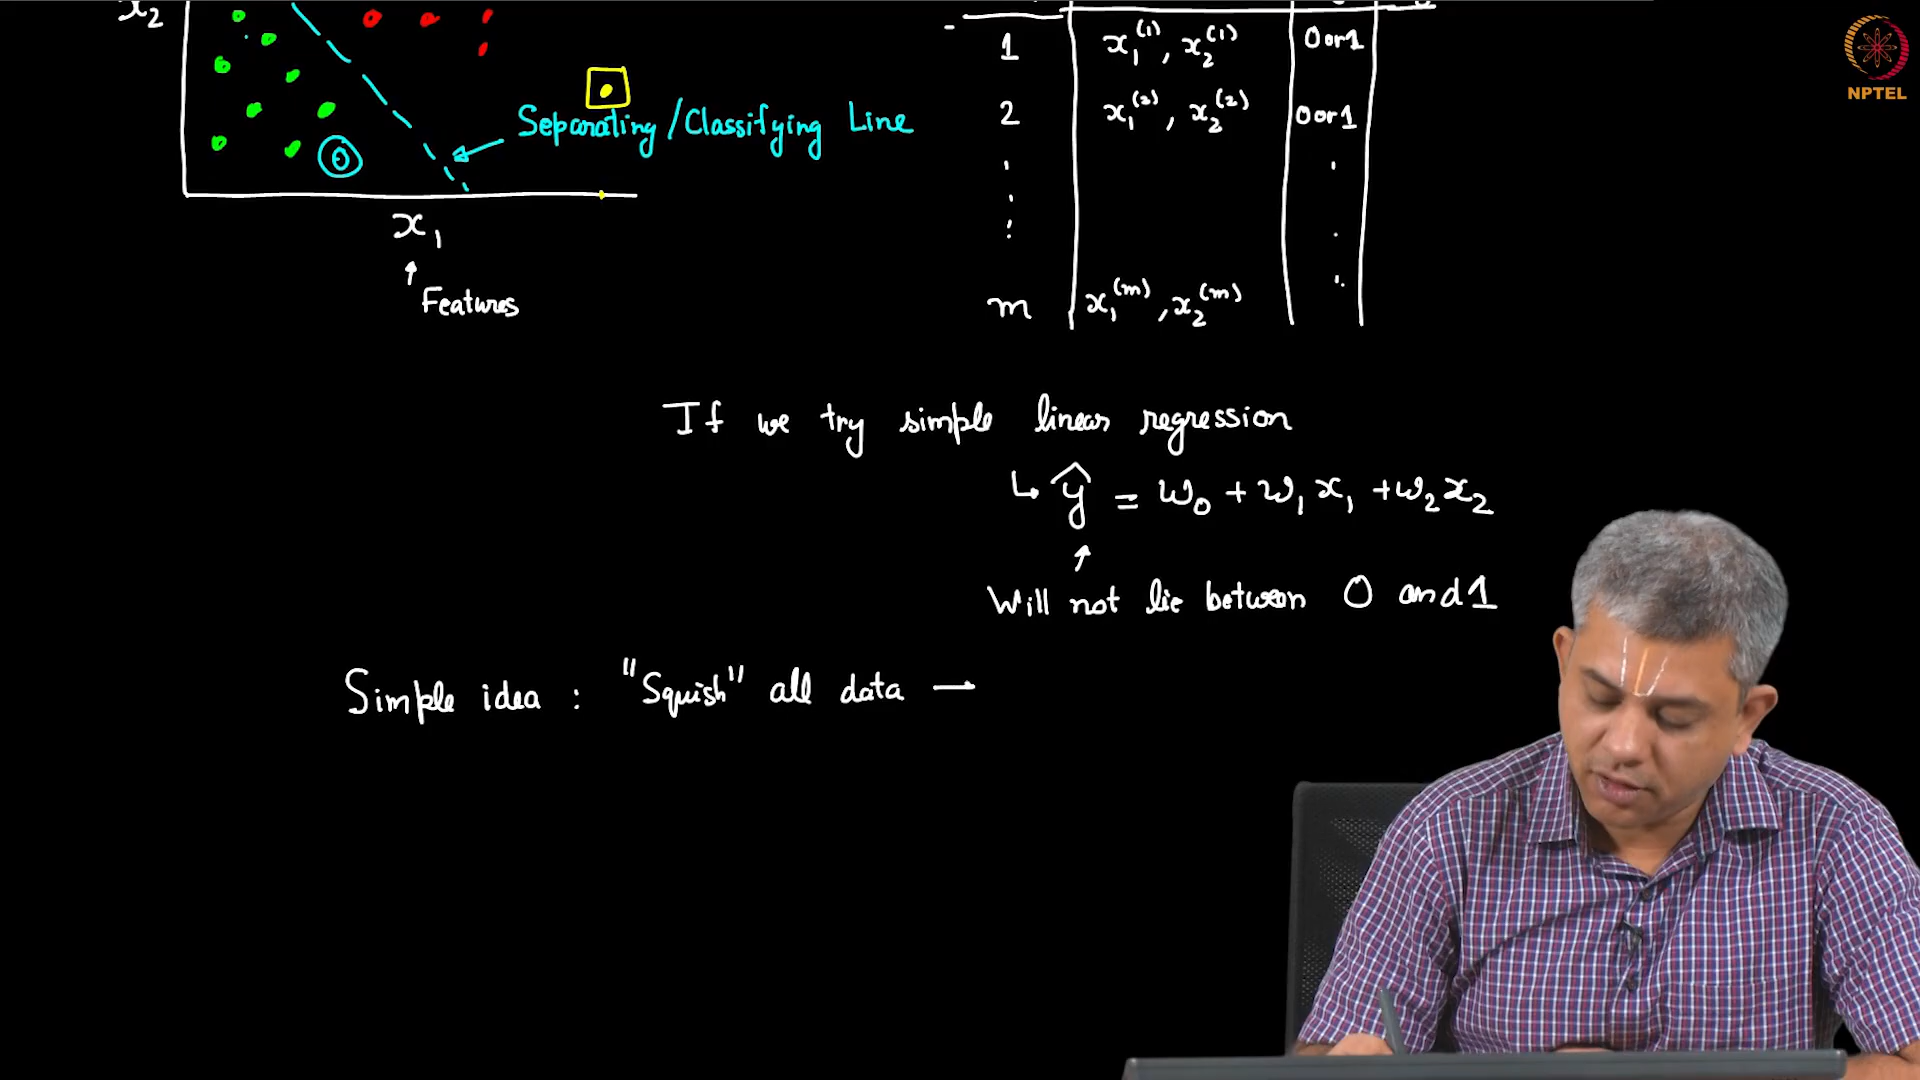 x₂
Separating/Classifying Line
x₁
Features
1 x₁⁽¹⁾, x₂⁽¹⁾ 0 or 1
2 x₁⁽²⁾, x₂⁽²⁾ 0 or 1
m x₁⁽ᵐ⁾, x₂⁽ᵐ⁾
If we try simple linear regression
↳ ŷ = w₀ + w₁x₁ + w₂x₂
Will not lie between 0 and 1
Simple idea : "Squish" all data —
NPTEL